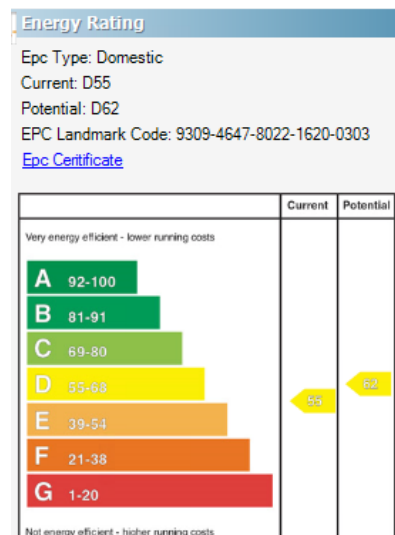 Energy Rating
Epc Type: Domestic
Current: D55
Potential: D62
EPC Landmark Code: 9309-4647-8022-1620-0303
Epc Ceritificate
Current Potential
Very energy efficient - lower running costs
A 92-100
B 81-91
C 69-80
D 55-68
62
55
E 39-54
F 21-38
G 1-20
Not energy efficient - higher running costs